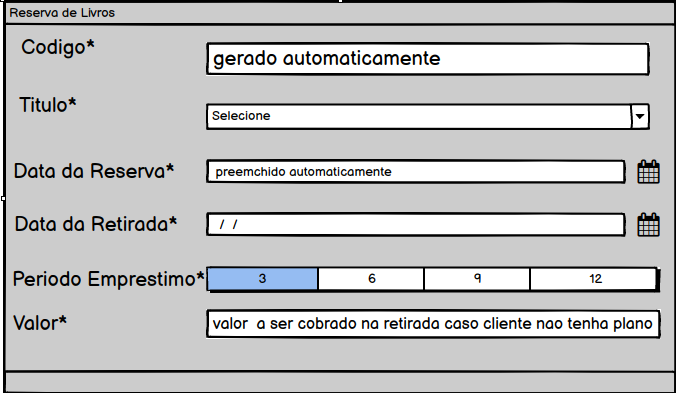 Reserva de Livros
Codigo* gerado automaticamente
Titulo* Selecione
Data da Reserva* preemchido automaticamente
Data da Retirada* / /
Periodo Emprestimo* 3 6 9 12
Valor* valor a ser cobrado na retirada caso cliente nao tenha plano